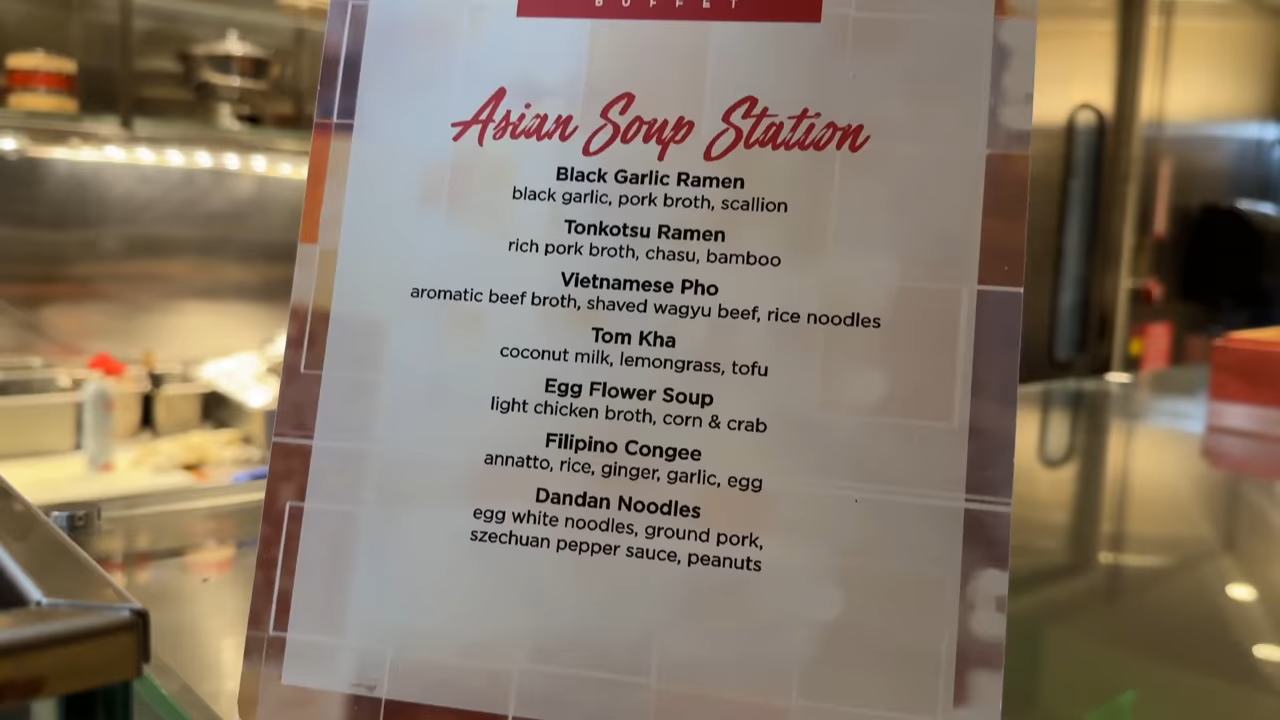 BUFFET
Asian Soup Station
Black Garlic Ramen
black garlic, pork broth, scallion
Tonkotsu Ramen
rich pork broth, chasu, bamboo
Vietnamese Pho
aromatic beef broth, shaved wagyu beef, rice noodles
Tom Kha
coconut milk, lemongrass, tofu
Egg Flower Soup
light chicken broth, corn & crab
Filipino Congee
annatto, rice, ginger, garlic, egg
Dandan Noodles
egg white noodles, ground pork,
szechuan pepper sauce, peanuts